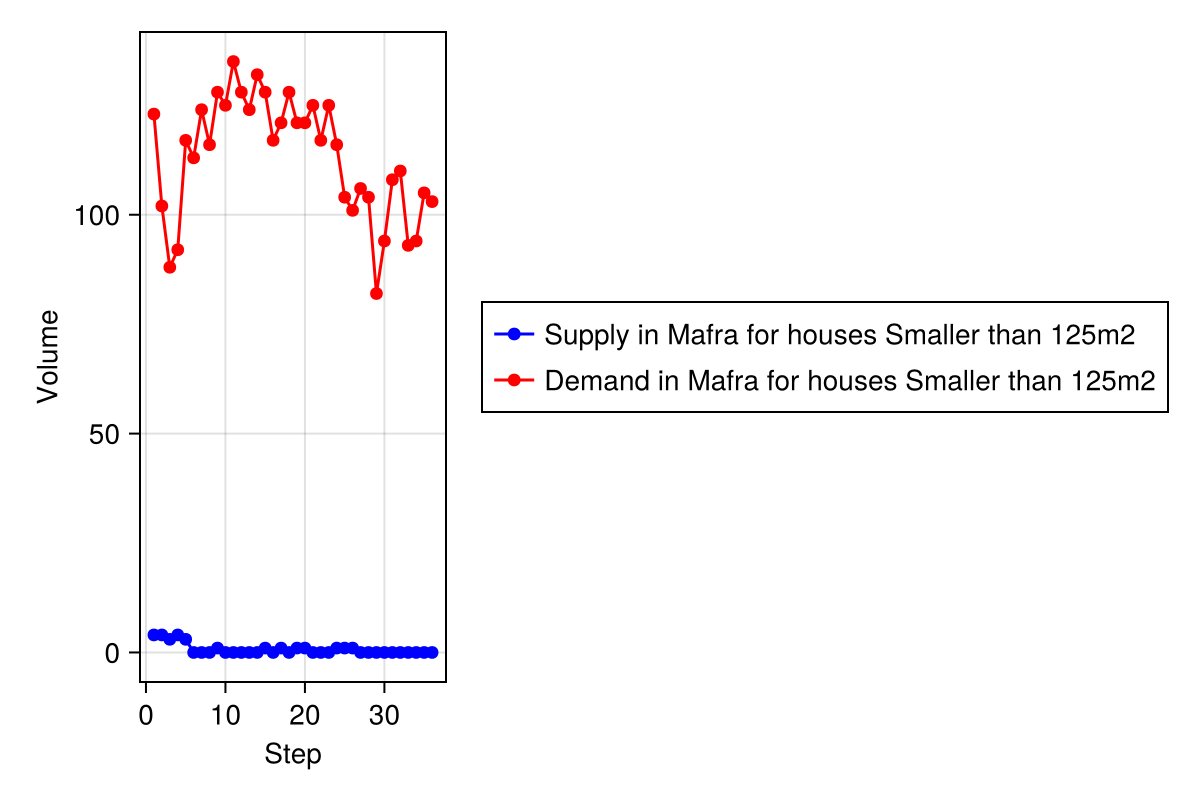 Volume
100
50
0
0 10 20 30
Step
Supply in Mafra for houses Smaller than 125m2
Demand in Mafra for houses Smaller than 125m2